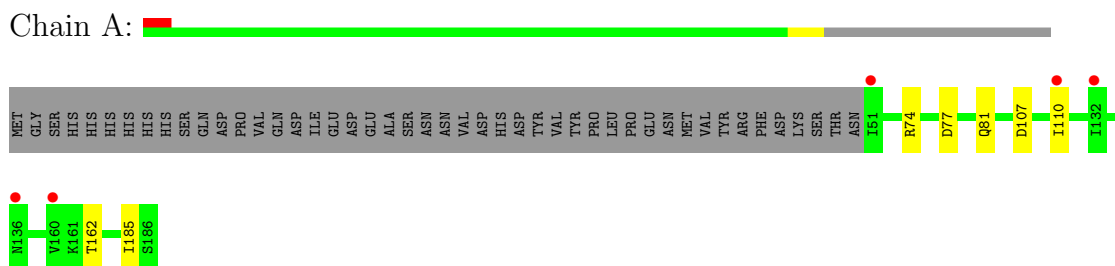 Chain A:
MET GLY SER HIS HIS HIS HIS HIS HIS SER GLN ASP PRO VAL GLN ASP ILE GLU ASP GLU ALA SER ASN ASN VAL ASP HIS ASP TYR VAL TYR PRO LEU PRO GLU ASN MET VAL TYR ARG PHE ASP LYS SER THR ASN I51 R74 D77 Q81 D107 I110 I132
N136 V160 K161 T162 I185 S186